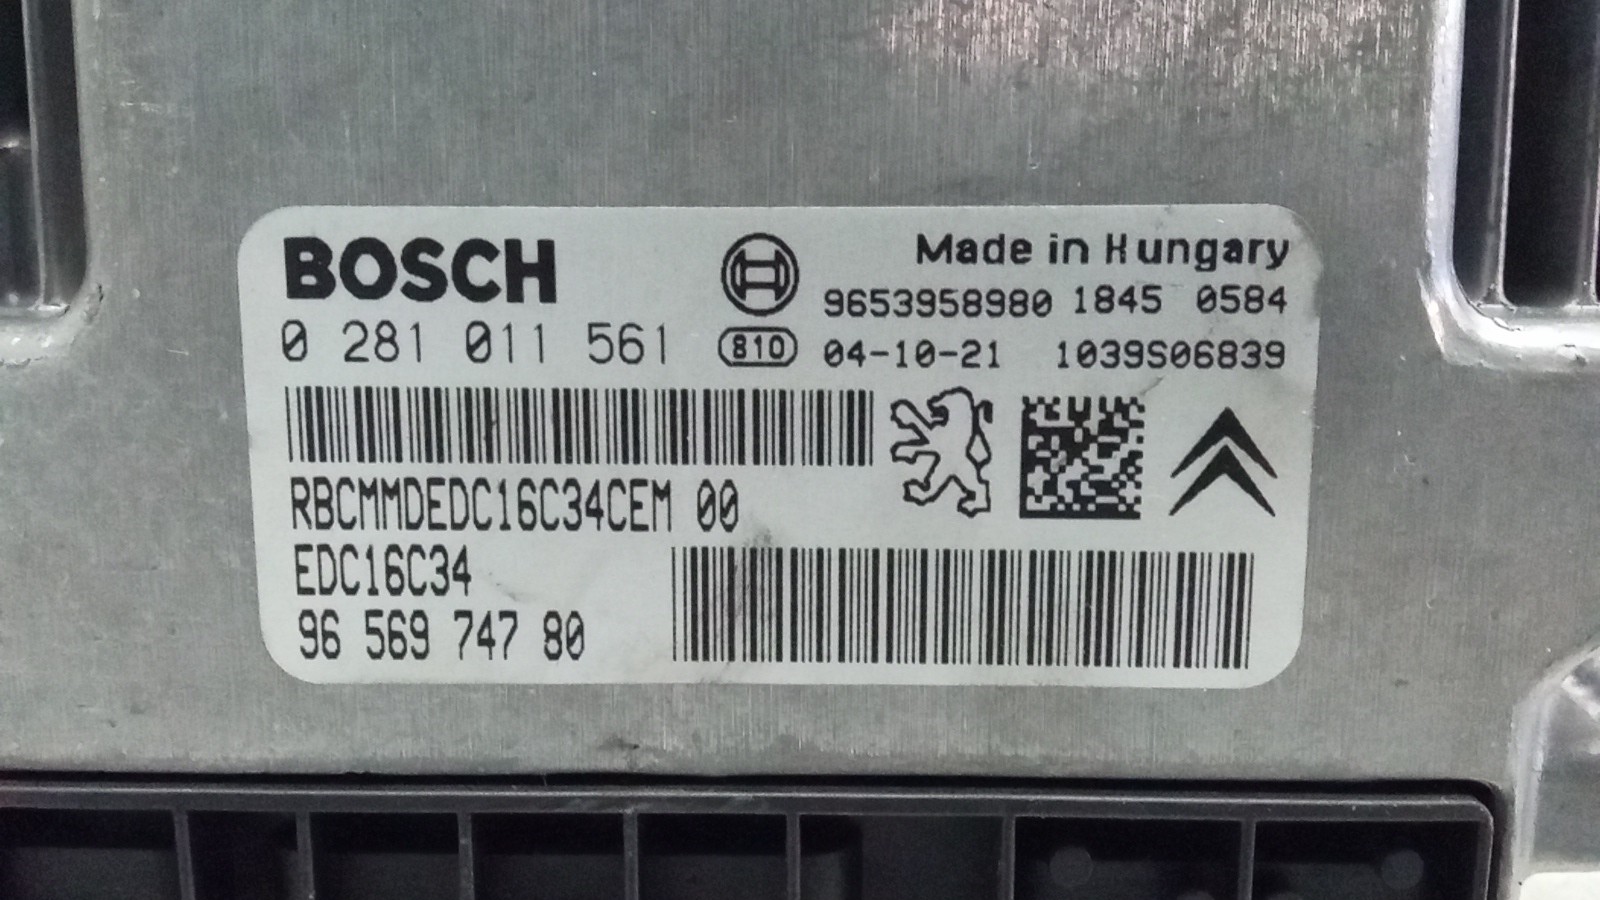 BOSCH
0 281 011 561
Made in Hungary
9653958980 1845 0584
810 04-10-21 1039S06839
RBCMMDEDC16C34CEM 00
EDC16C34
96 569 747 80